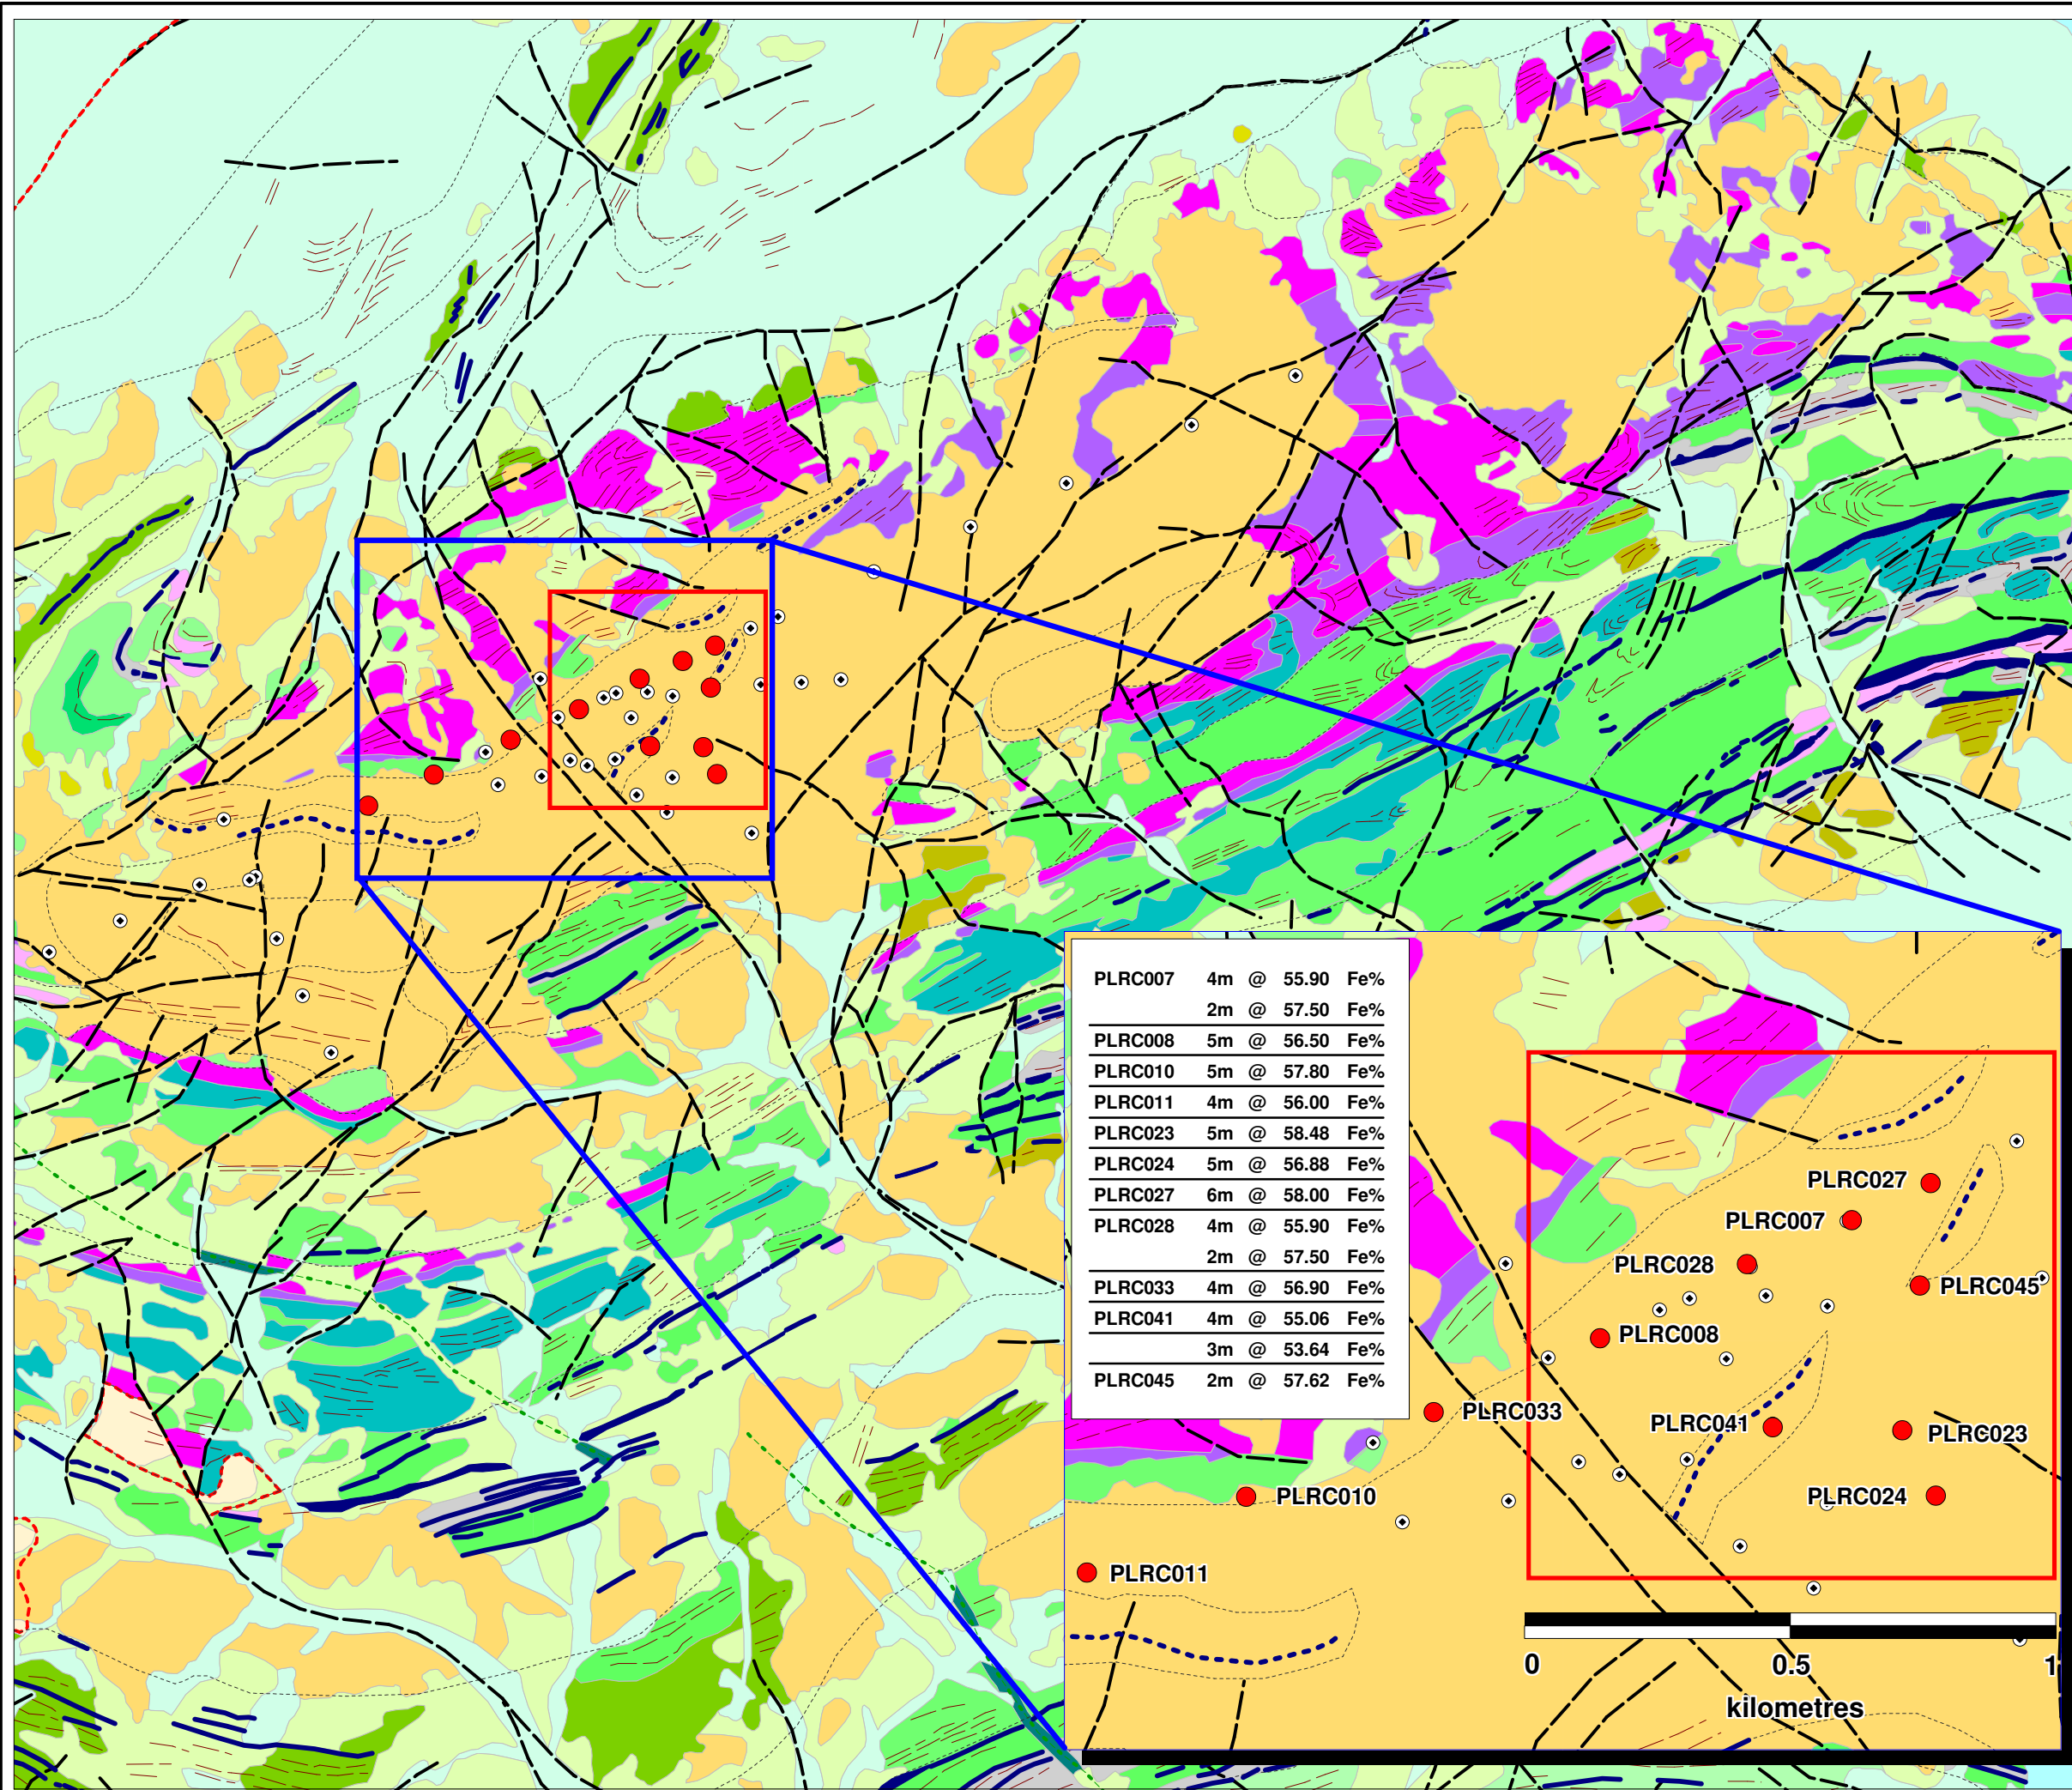 PLRC007 4m @ 55.90 Fe%
2m @ 57.50 Fe%
PLRC008 5m @ 56.50 Fe%
PLRC010 5m @ 57.80 Fe%
PLRC011 4m @ 56.00 Fe%
PLRC023 5m @ 58.48 Fe%
PLRC024 5m @ 56.88 Fe%
PLRC027 6m @ 58.00 Fe%
PLRC028 4m @ 55.90 Fe%
2m @ 57.50 Fe%
PLRC033 4m @ 56.90 Fe%
PLRC041 4m @ 55.06 Fe%
3m @ 53.64 Fe%
PLRC045 2m @ 57.62 Fe%
PLRC027
PLRC007
PLRC028
PLRC045
PLRC008
PLRC033
PLRC041
PLRC023
PLRC010
PLRC024
PLRC011
0 0.5 1
kilometres